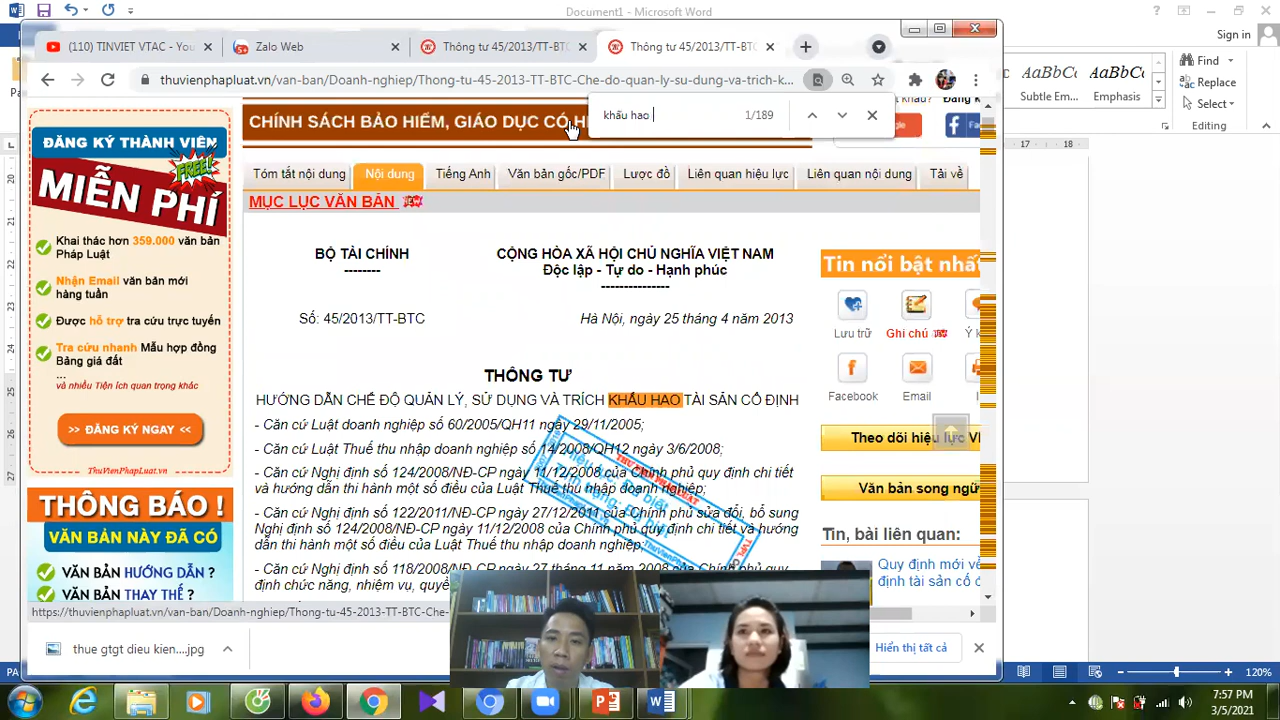 Document1 - Microsoft Word
Sign in
(110) TINVIET VTAC - You
Zalo Web
Thông tư 45/2013/TT-BTC
Thông tư 45/2013/TT-BTC
thuvienphapluat.vn/van-ban/Doanh-nghiep/Thong-tu-45-2013-TT-BTC-Che-do-quan-ly-su-dung-va-trich-k...
khấu hao
1/189
Find
Replace
Select
Editing
AaBbCc
AaBbCc
Subtle Em...
Emphasis
17
18
20
21
22
23
24
25
26
27
ĐĂNG KÝ THÀNH VIÊN
FREE!
MIỄN PHÍ
Khai thác hơn 359.000 văn bản
Pháp Luật
Nhận Email văn bản mới
hàng tuần
Được hỗ trợ tra cứu trực tuyến
Tra cứu nhanh Mẫu hợp đồng
Bảng giá đất
...
và nhiều Tiện ích quan trọng khác
>> ĐĂNG KÝ NGAY <<
ThuVienPhapLuat.vn
THÔNG BÁO !
VĂN BẢN NÀY ĐÃ CÓ
VĂN BẢN HƯỚNG DẪN ?
VĂN BẢN THAY THẾ ?
CHÍNH SÁCH BẢO HIỂM, GIÁO DỤC CÓ
Tóm tắt nội dung
Nội dung
Tiếng Anh
Văn bản gốc/PDF
Lược đồ
Liên quan hiệu lực
Liên quan nội dung
Tải về
MỤC LỤC VĂN BẢN
BỘ TÀI CHÍNH
--------
CỘNG HÒA XÃ HỘI CHỦ NGHĨA VIỆT NAM
Độc lập - Tự do - Hạnh phúc
---------------
Số: 45/2013/TT-BTC
Hà Nội, ngày 25 tháng 4 năm 2013
THÔNG TƯ
HƯỚNG DẪN CHẾ ĐỘ QUẢN LÝ, SỬ DỤNG VÀ TRÍCH KHẤU HAO TÀI SẢN CỐ ĐỊNH
- Căn cứ Luật doanh nghiệp số 60/2005/QH11 ngày 29/11/2005;
- Căn cứ Luật Thuế thu nhập doanh nghiệp số 14/2008/QH12 ngày 3/6/2008;
- Căn cứ Nghị định số 124/2008/NĐ-CP ngày 11/12/2008 của Chính phủ quy định chi tiết
và hướng dẫn thi hành một số điều của Luật Thuế thu nhập doanh nghiệp;
- Căn cứ Nghị định số 122/2011/NĐ-CP ngày 27/12/2011 của Chính phủ sửa đổi, bổ sung
Nghị định số 124/2008/NĐ-CP ngày 11/12/2008 của Chính phủ quy định chi tiết và hướng
dẫn thi hành một số điều của Luật Thuế thu nhập doanh nghiệp;
- Căn cứ Nghị định số 118/2008/NĐ-CP ngày 27 tháng 11 năm 2008 của Chính phủ quy
định chức năng, nhiệm vụ, quyề
Tin nổi bật nhất
Lưu trữ
Ghi chú
Facebook
Email
Theo dõi hiệu lực
Văn bản song ngữ
Tin, bài liên quan:
Quy định mới về
định tài sản cố đ
https://thuvienphapluat.vn/van-ban/Doanh-nghiep/Thong-tu-45-2013-TT-BTC-Che-
thue gtgt dieu kien....jpg
Hiển thị tất cả
120%
7:57 PM
3/5/2021